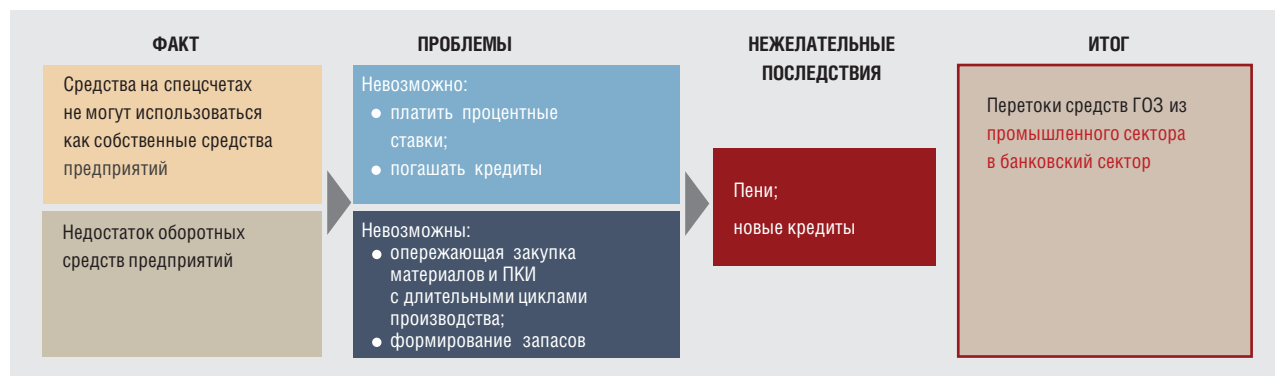 ФАКТ
Средства на спецсчетах
не могут использоваться
как собственные средства
предприятий
Недостаток оборотных
средств предприятий
ПРОБЛЕМЫ
Невозможно:
● платить процентные
ставки;
● погашать кредиты
Невозможны:
● опережающая закупка
материалов и ПКИ
с длительными циклами
производства;
● формирование запасов
НЕЖЕЛАТЕЛЬНЫЕ
ПОСЛЕДСТВИЯ
Пени;
новые кредиты
ИТОГ
Перетоки средств ГОЗ из
промышленного сектора
в банковский сектор